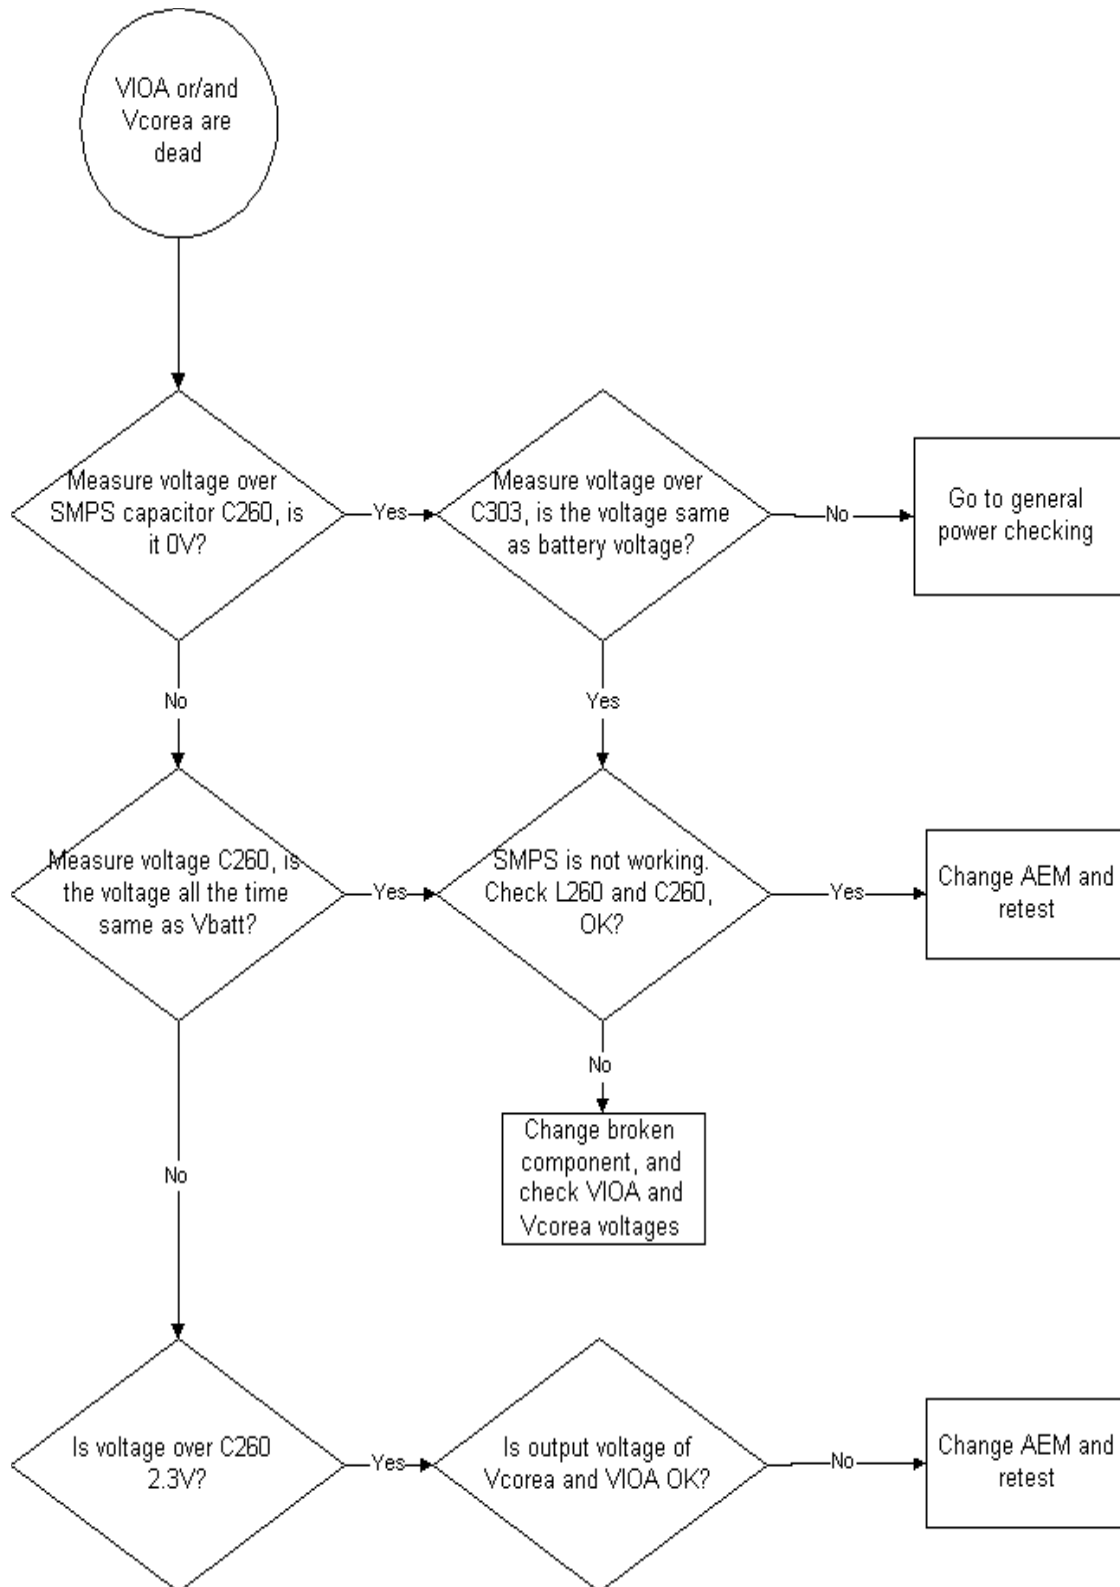 VIOA or/and
Vcorea are
dead
Measure voltage over
SMPS capacitor C260, is
it 0V?
Yes
Measure voltage over
C303, is the voltage same
as battery voltage?
No
Go to general
power checking
No
Yes
Measure voltage C260, is
the voltage all the time
same as Vbatt?
Yes
SMPS is not working.
Check L260 and C260,
OK?
Yes
Change AEM and
retest
No
Change broken
component, and
check VIOA and
Vcorea voltages
No
Is voltage over C260
2.3V?
Yes
Is output voltage of
Vcorea and VIOA OK?
No
Change AEM and
retest